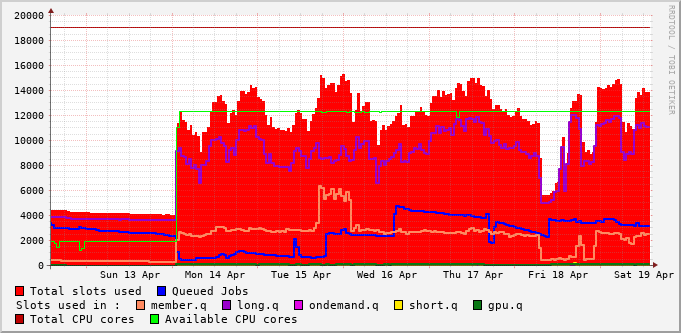 RRDTOOL / TOBI OETIKER
20000
18000
16000
14000
12000
10000
8000
6000
4000
2000
0
Sun 13 Apr Mon 14 Apr Tue 15 Apr Wed 16 Apr Thu 17 Apr Fri 18 Apr Sat 19 Apr
Total slots used Queued Jobs
Slots used in : member.q long.q ondemand.q short.q gpu.q
Total CPU cores Available CPU cores